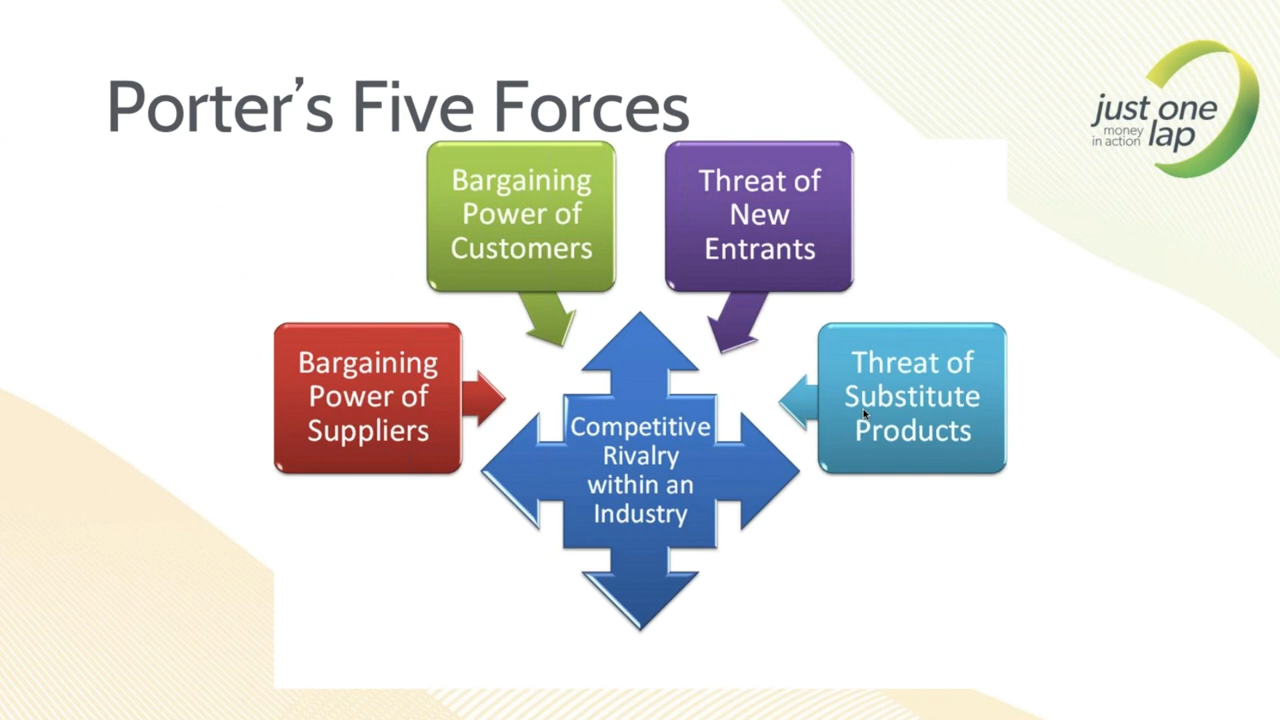 Porter's Five Forces
just one
money
in action
lap
Bargaining
Power of
Customers
Threat of
New
Entrants
Bargaining
Power of
Suppliers
Threat of
Substitute
Products
Competitive
Rivalry
within an
Industry